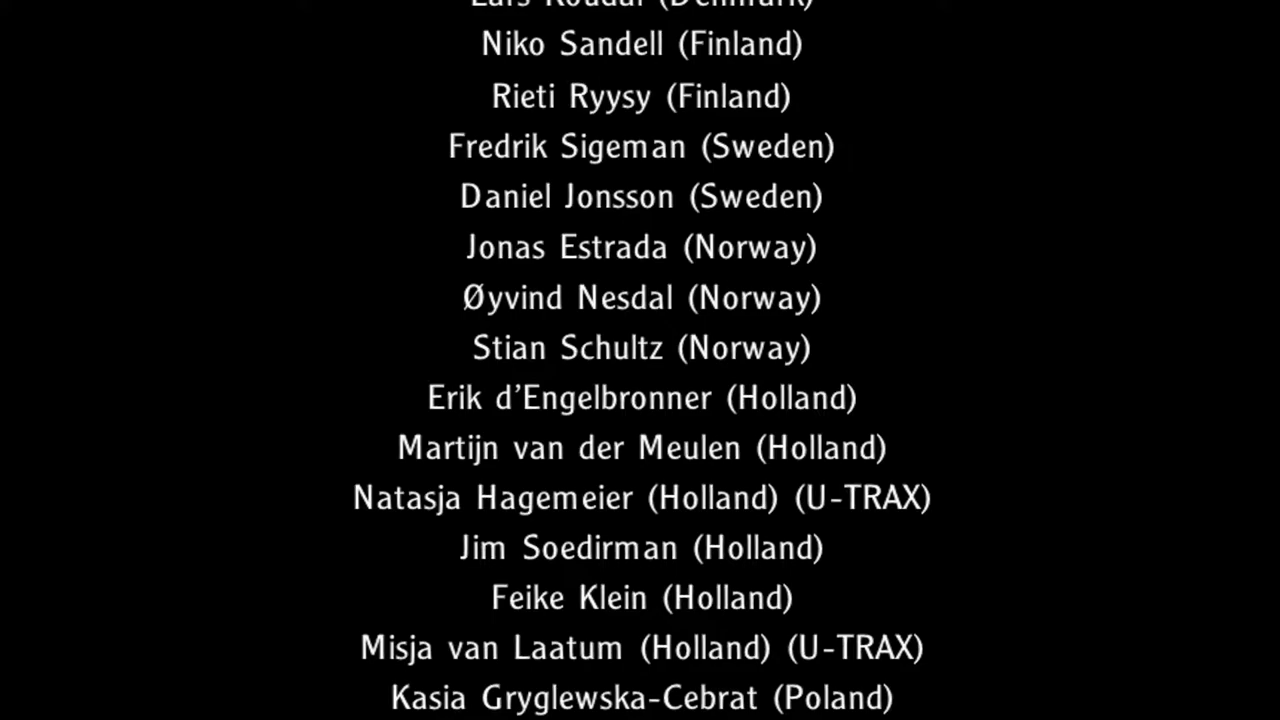 (Denmark)
Niko Sandell (Finland)
Rieti Ryysy (Finland)
Fredrik Sigeman (Sweden)
Daniel Jonsson (Sweden)
Jonas Estrada (Norway)
Øyvind Nesdal (Norway)
Stian Schultz (Norway)
Erik d’Engelbronner (Holland)
Martijn van der Meulen (Holland)
Natasja Hagemeier (Holland) (U-TRAX)
Jim Soedirman (Holland)
Feike Klein (Holland)
Misja van Laatum (Holland) (U-TRAX)
Kasia Gryglewska-Cebrat (Poland)